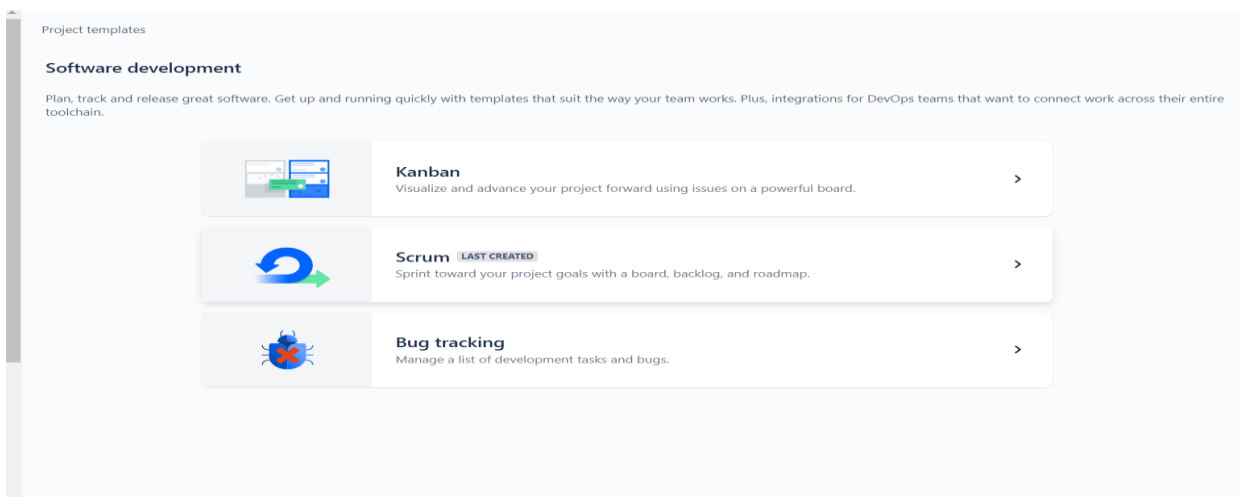 Project templates
Software development
Plan, track and release great software. Get up and running quickly with templates that suit the way your team works. Plus, integrations for DevOps teams that want to connect work across their entire
toolchain.
Kanban
Visualize and advance your project forward using issues on a powerful board.
Scrum LAST CREATED
Sprint toward your project goals with a board, backlog, and roadmap.
Bug tracking
Manage a list of development tasks and bugs.